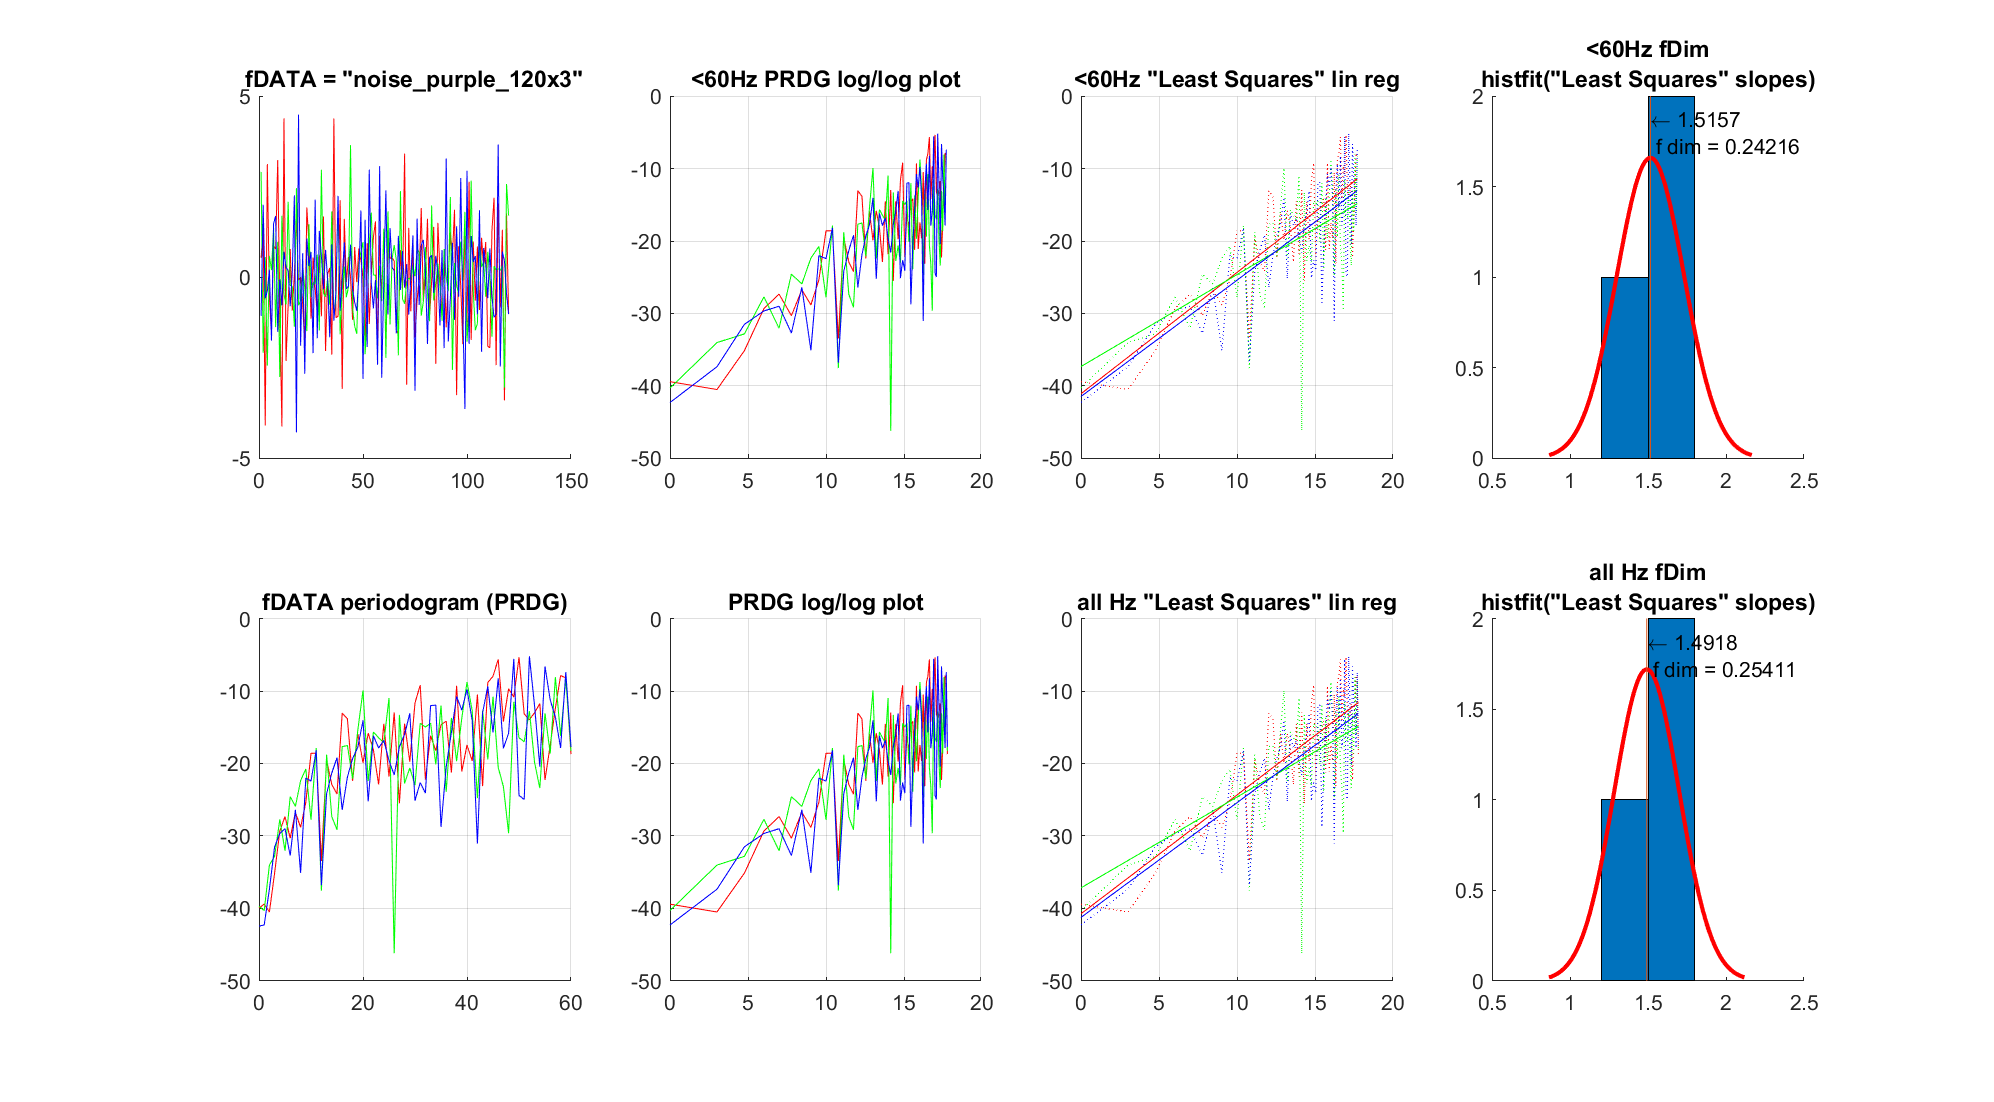 fDATA = "noise_purple_120x3"
5
0
-5
0 50 100 150
<60Hz PRDG log/log plot
0
-10
-20
-30
-40
-50
0 5 10 15 20
<60Hz "Least Squares" lin reg
0
-10
-20
-30
-40
-50
0 5 10 15 20
<60Hz fDim
histfit("Least Squares" slopes)
2
← 1.5157
f dim = 0.24216
1.5
1
0.5
0
0.5 1 1.5 2 2.5
fDATA periodogram (PRDG)
0
-10
-20
-30
-40
-50
0 20 40 60
PRDG log/log plot
0
-10
-20
-30
-40
-50
0 5 10 15 20
all Hz "Least Squares" lin reg
0
-10
-20
-30
-40
-50
0 5 10 15 20
all Hz fDim
histfit("Least Squares" slopes)
2
← 1.4918
f dim = 0.25411
1.5
1
0.5
0
0.5 1 1.5 2 2.5